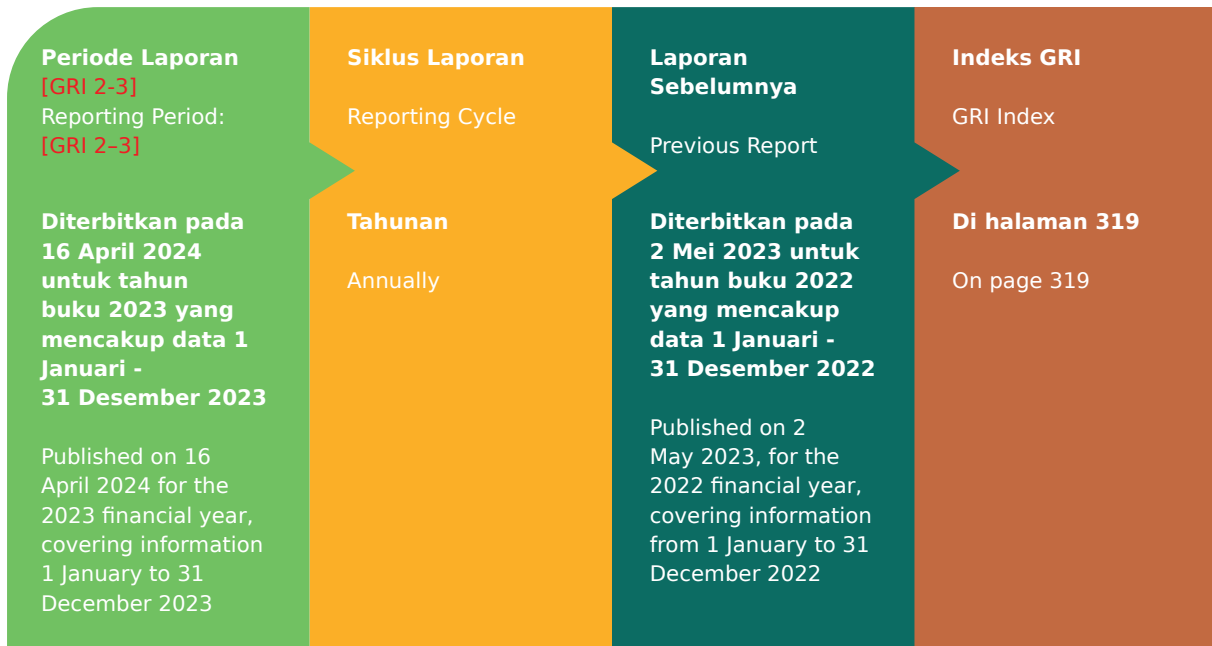 Periode Laporan
[GRI 2-3]
Reporting Period:
[GRI 2–3]
Diterbitkan pada
16 April 2024
untuk tahun
buku 2023 yang
mencakup data 1
Januari -
31 Desember 2023
Published on 16
April 2024 for the
2023 financial year,
covering information
1 January to 31
December 2023
Siklus Laporan
Reporting Cycle
Tahunan
Annually
Laporan
Sebelumnya
Previous Report
Diterbitkan pada
2 Mei 2023 untuk
tahun buku 2022
yang mencakup
data 1 Januari -
31 Desember 2022
Published on 2
May 2023, for the
2022 financial year,
covering information
from 1 January to 31
December 2022
Indeks GRI
GRI Index
Di halaman 319
On page 319